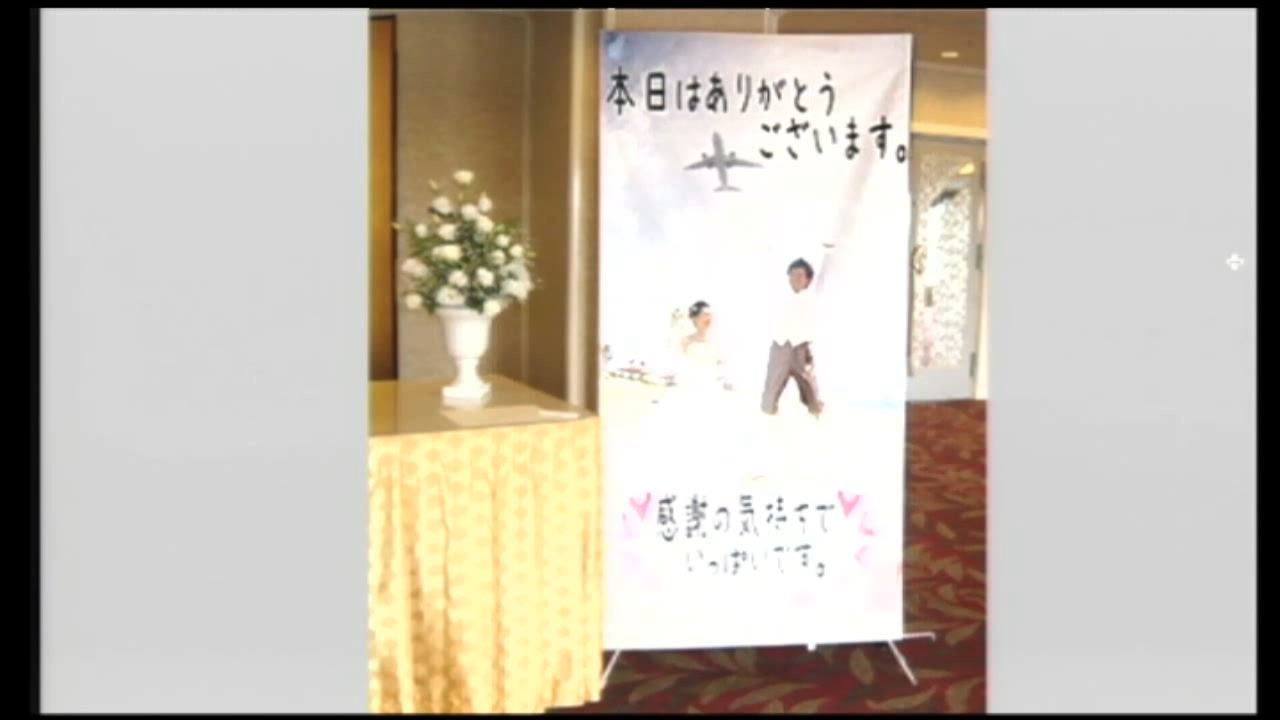 本日はありがとう
ございます。
感謝の気持ちで
いっぱいです。